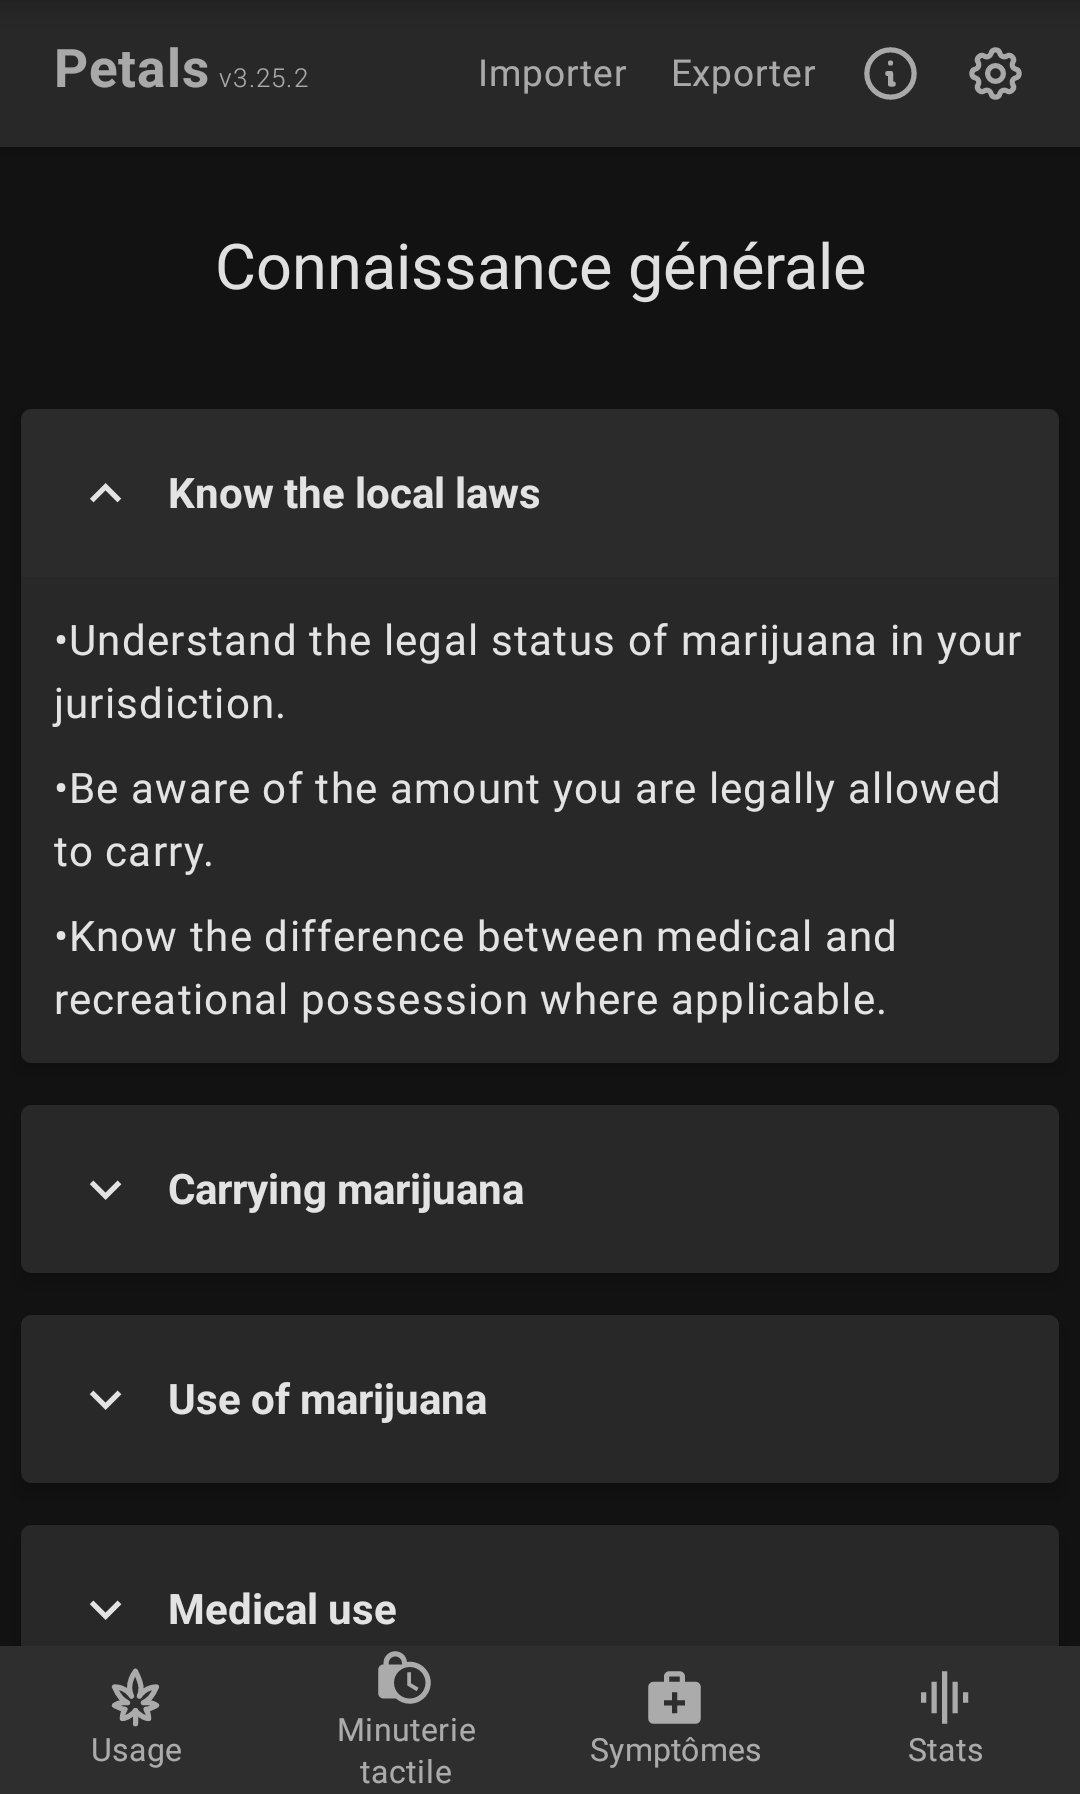 Petals v3.25.2 Importer Exporter
Connaissance générale
Know the local laws
•Understand the legal status of marijuana in your
jurisdiction.
•Be aware of the amount you are legally allowed
to carry.
•Know the difference between medical and
recreational possession where applicable.
Carrying marijuana
Use of marijuana
Medical use
Usage
Minuterie
tactile
Symptômes
Stats